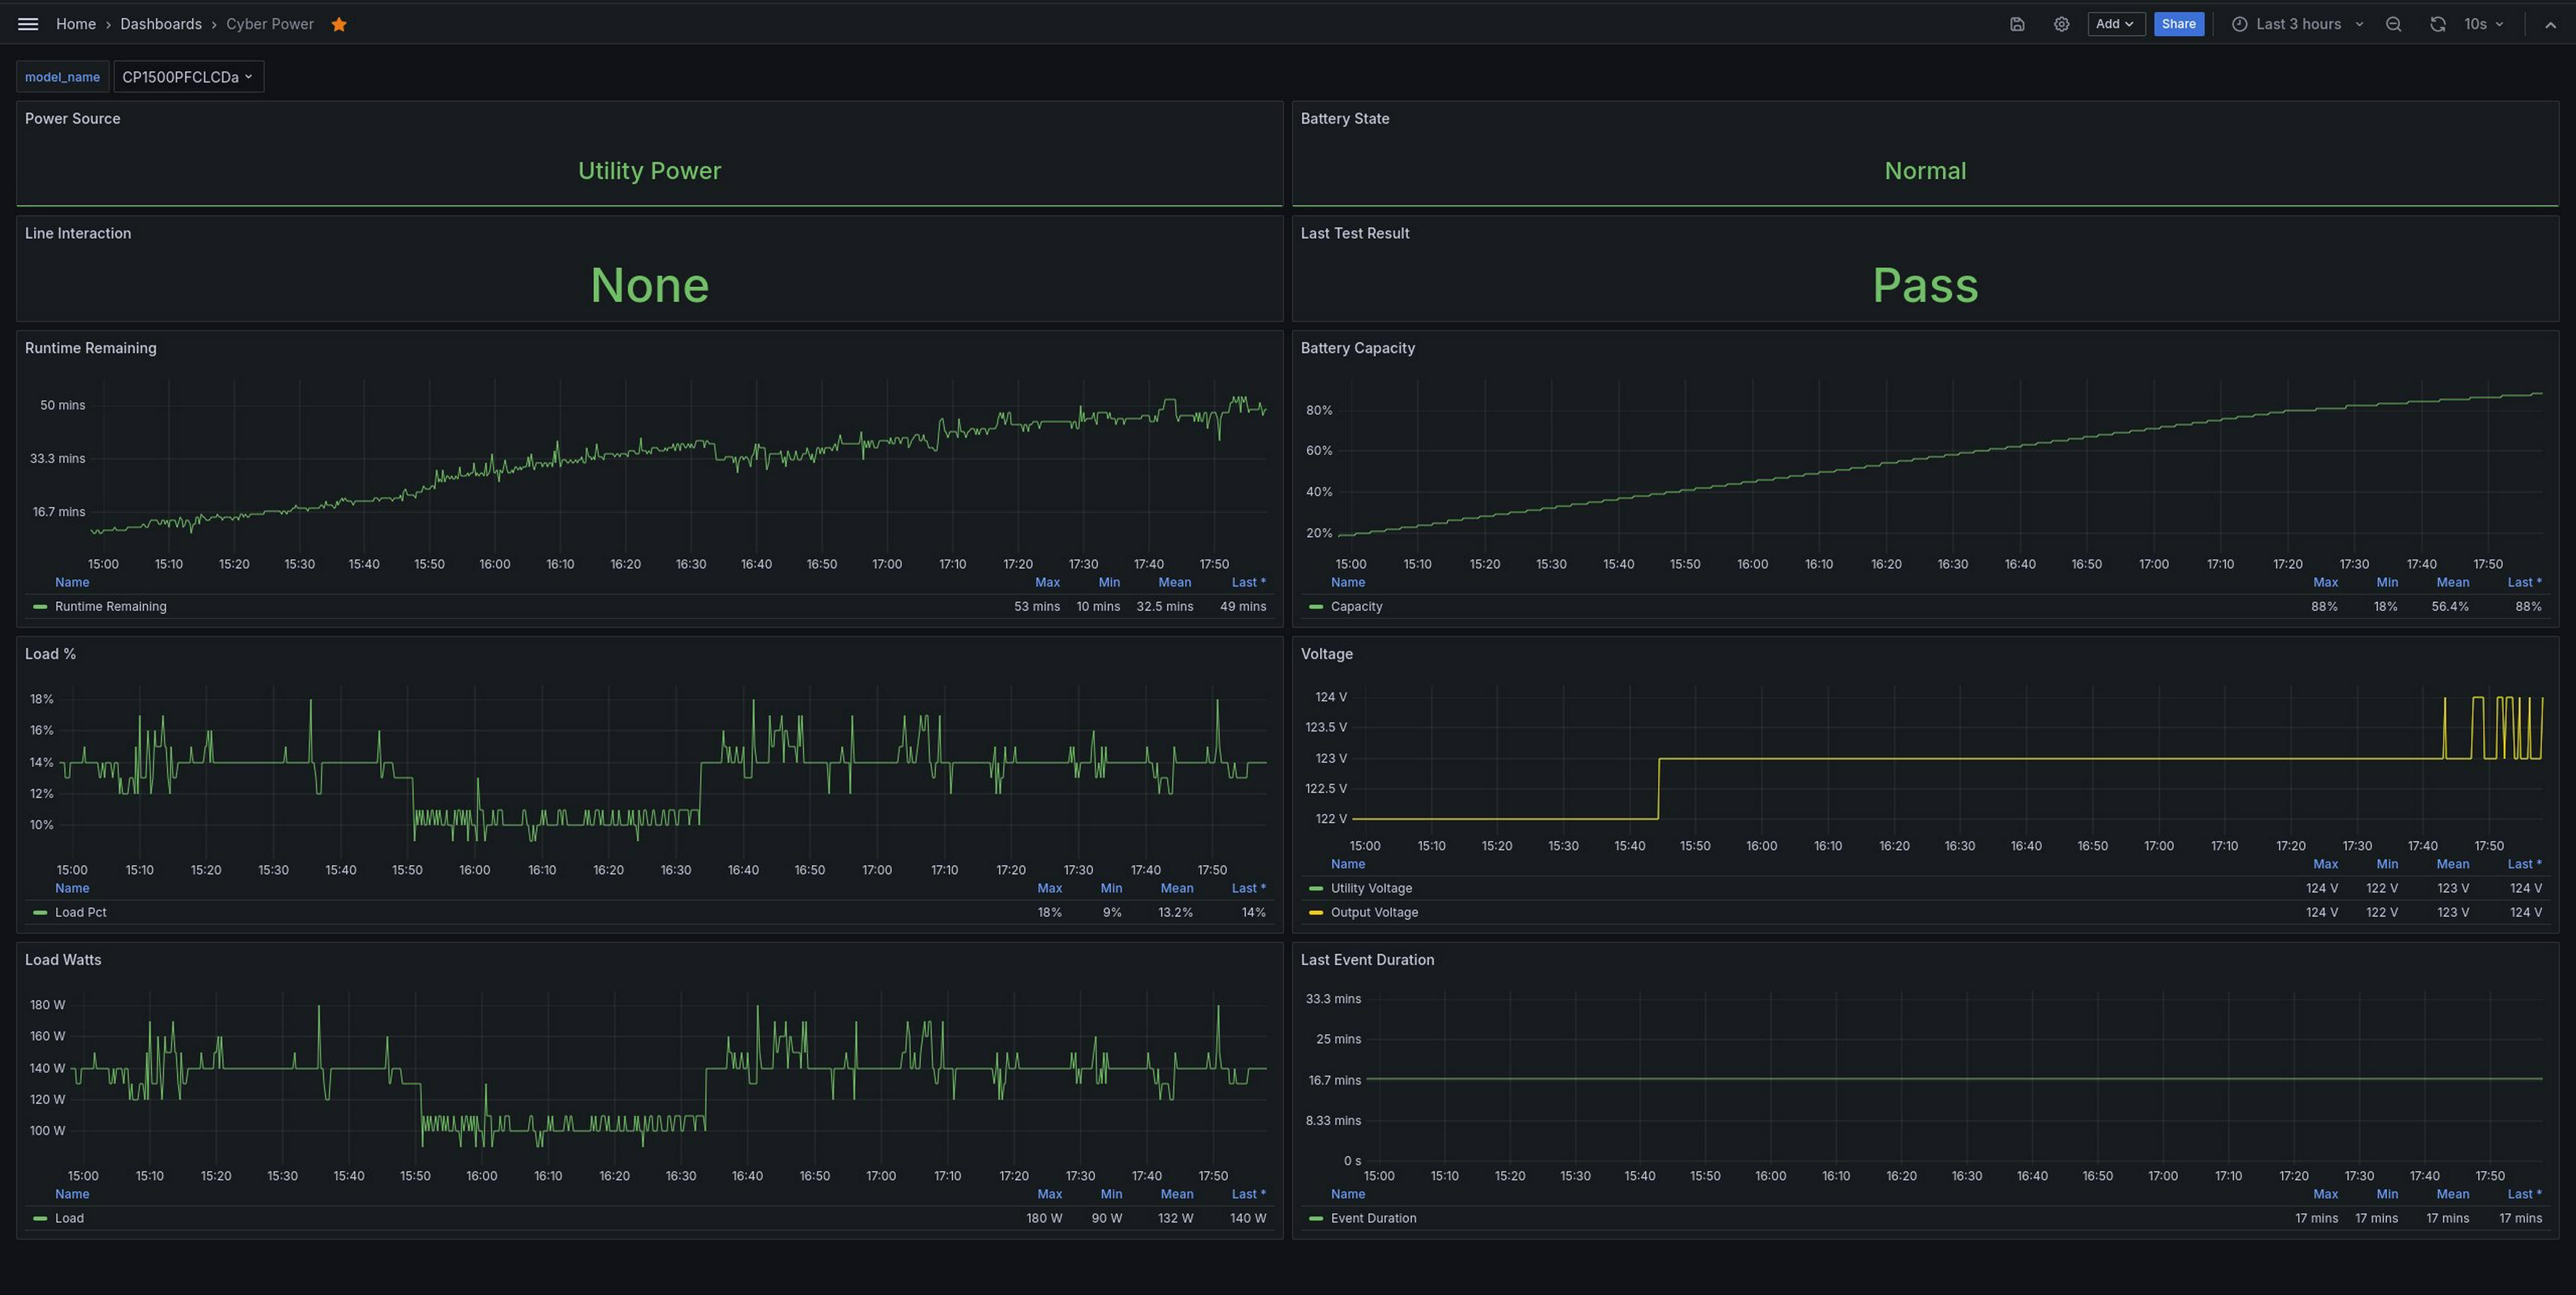 Home › Dashboards › Cyber Power Add Share Last 3 hours 10s
model_name CP1500PFCLCDa
Power Source
Utility Power
Battery State
Normal
Line Interaction
None
Last Test Result
Pass
Runtime Remaining
50 mins
33.3 mins
16.7 mins
15:00 15:10 15:20 15:30 15:40 15:50 16:00 16:10 16:20 16:30 16:40 16:50 17:00 17:10 17:20 17:30 17:40 17:50
Name Max Min Mean Last *
Runtime Remaining 53 mins 10 mins 32.5 mins 49 mins
Battery Capacity
80%
60%
40%
20%
15:00 15:10 15:20 15:30 15:40 15:50 16:00 16:10 16:20 16:30 16:40 16:50 17:00 17:10 17:20 17:30 17:40 17:50
Name Max Min Mean Last *
Capacity 88% 18% 56.4% 88%
Load %
18%
16%
14%
12%
10%
15:00 15:10 15:20 15:30 15:40 15:50 16:00 16:10 16:20 16:30 16:40 16:50 17:00 17:10 17:20 17:30 17:40 17:50
Name Max Min Mean Last *
Load Pct 18% 9% 13.2% 14%
Voltage
124 V
123.5 V
123 V
122.5 V
122 V
15:00 15:10 15:20 15:30 15:40 15:50 16:00 16:10 16:20 16:30 16:40 16:50 17:00 17:10 17:20 17:30 17:40 17:50
Name Max Min Mean Last *
Utility Voltage 124 V 122 V 123 V 124 V
Output Voltage 124 V 122 V 123 V 124 V
Load Watts
180 W
160 W
140 W
120 W
100 W
15:00 15:10 15:20 15:30 15:40 15:50 16:00 16:10 16:20 16:30 16:40 16:50 17:00 17:10 17:20 17:30 17:40 17:50
Name Max Min Mean Last *
Load 180 W 90 W 132 W 140 W
Last Event Duration
33.3 mins
25 mins
16.7 mins
8.33 mins
0 s
15:00 15:10 15:20 15:30 15:40 15:50 16:00 16:10 16:20 16:30 16:40 16:50 17:00 17:10 17:20 17:30 17:40 17:50
Name Max Min Mean Last *
Event Duration 17 mins 17 mins 17 mins 17 mins